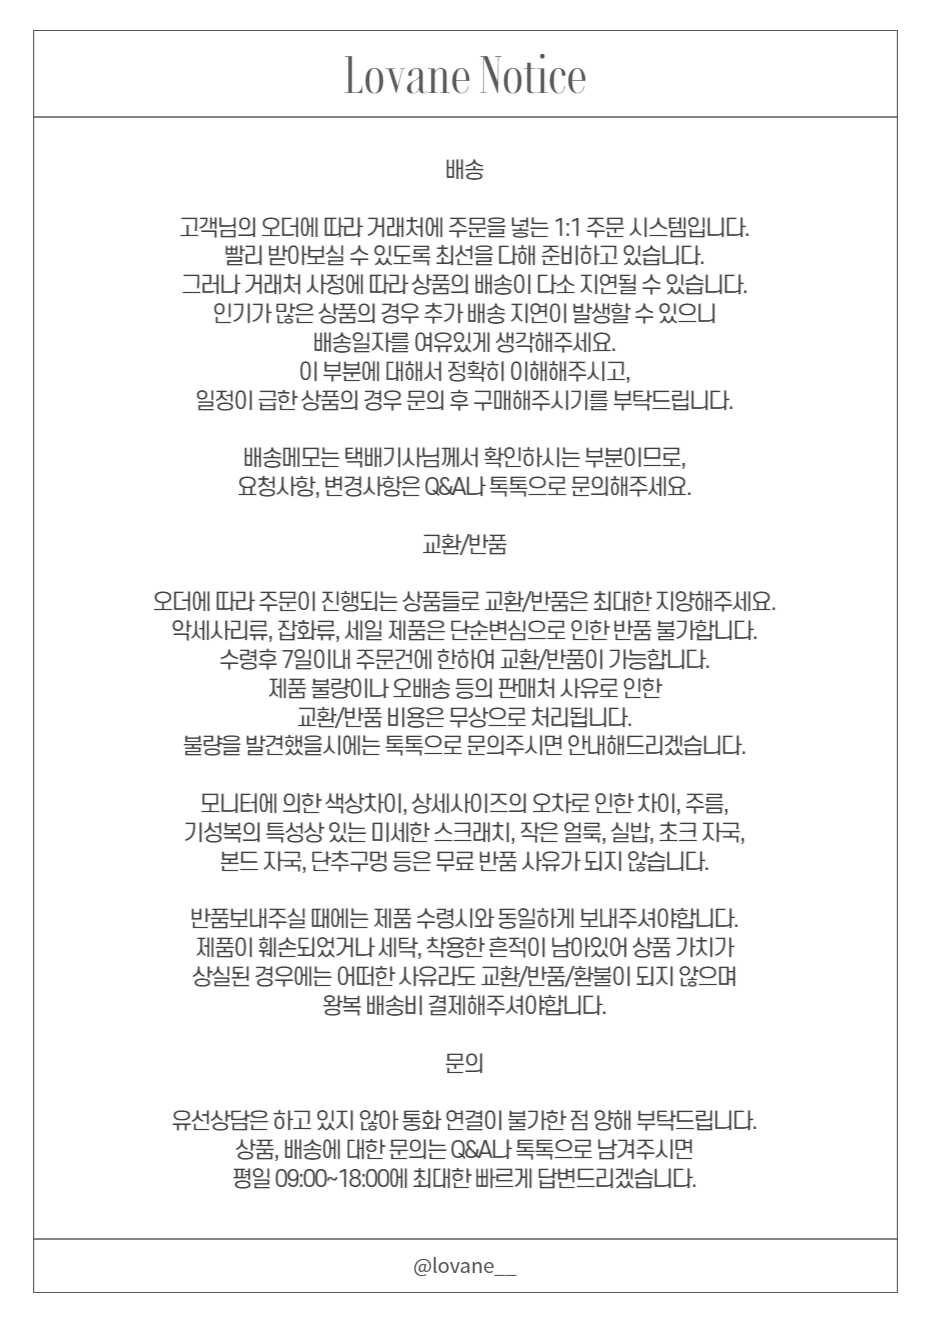 Lovane Notice
배송
고객님의 오더에 따라 거래처에 주문을 넣는 1:1 주문 시스템입니다.
빨리 받아보실 수 있도록 최선을 다해 준비하고 있습니다.
그러나 거래처 사정에 따라 상품의 배송이 다소 지연될 수 있습니다.
인기가 많은 상품의 경우 추가 배송 지연이 발생할 수 있으니
배송일자를 여유있게 생각해주세요.
이 부분에 대해서 정확히 이해해주시고,
일정이 급한 상품의 경우 문의 후 구매해주시기를 부탁드립니다.
배송메모는 택배기사님께서 확인하시는 부분이므로,
요청사항, 변경사항은 Q&A나 톡톡으로 문의해주세요.
교환/반품
오더에 따라 주문이 진행되는 상품들로 교환/반품은 최대한 지양해주세요.
악세사리류, 잡화류, 세일 제품은 단순변심으로 인한 반품 불가합니다.
수령후 7일이내 주문건에 한하여 교환/반품이 가능합니다.
제품 불량이나 오배송 등의 판매처 사유로 인한
교환/반품 비용은 무상으로 처리됩니다.
불량을 발견했을시에는 톡톡으로 문의주시면 안내해드리겠습니다.
모니터에 의한 색상차이, 상세사이즈의 오차로 인한 차이, 주름,
기성복의 특성상 있는 미세한 스크래치, 작은 얼룩, 실밥, 초크 자국,
본드 자국, 단추구멍 등은 무료 반품 사유가 되지 않습니다.
반품보내주실 때에는 제품 수령시와 동일하게 보내주셔야합니다.
제품이 훼손되었거나 세탁, 착용한 흔적이 남아있어 상품 가치가
상실된 경우에는 어떠한 사유라도 교환/반품/환불이 되지 않으며
왕복 배송비 결제해주셔야합니다.
문의
유선상담은 하고 있지 않아 통화 연결이 불가한 점 양해 부탁드립니다.
상품, 배송에 대한 문의는 Q&A나 톡톡으로 남겨주시면
평일 09:00~18:00에 최대한 빠르게 답변드리겠습니다.
@lovane__